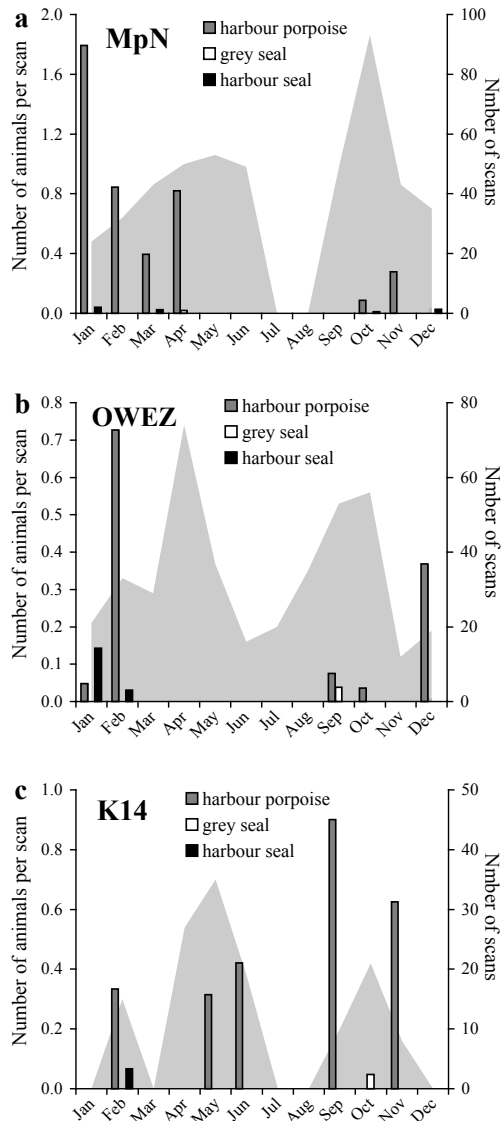 a
MpN
harbour porpoise
grey seal
harbour seal
Number of animals per scan
2.0
1.6
1.2
0.8
0.4
0.0
100
80
60
40
20
0
Nmber of scans
Jan Feb Mar Apr May Jun Jul Aug Sep Oct Nov Dec
b
OWEZ
harbour porpoise
grey seal
harbour seal
Number of animals per scan
0.8
0.7
0.6
0.5
0.4
0.3
0.2
0.1
0.0
80
60
40
20
0
Nmber of scans
Jan Feb Mar Apr May Jun Jul Aug Sep Oct Nov Dec
c
K14
harbour porpoise
grey seal
harbour seal
Number of animals per scan
1.0
0.8
0.6
0.4
0.2
0.0
50
40
30
20
10
0
Nmber of scans
Jan Feb Mar Apr May Jun Jul Aug Sep Oct Nov Dec